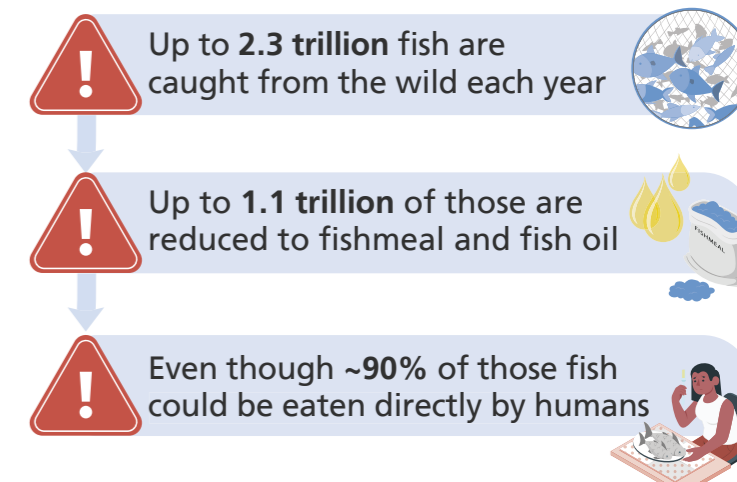 Up to 2.3 trillion fish are
caught from the wild each year
Up to 1.1 trillion of those are
reduced to fishmeal and fish oil
FISHMEAL
Even though ~90% of those fish
could be eaten directly by humans